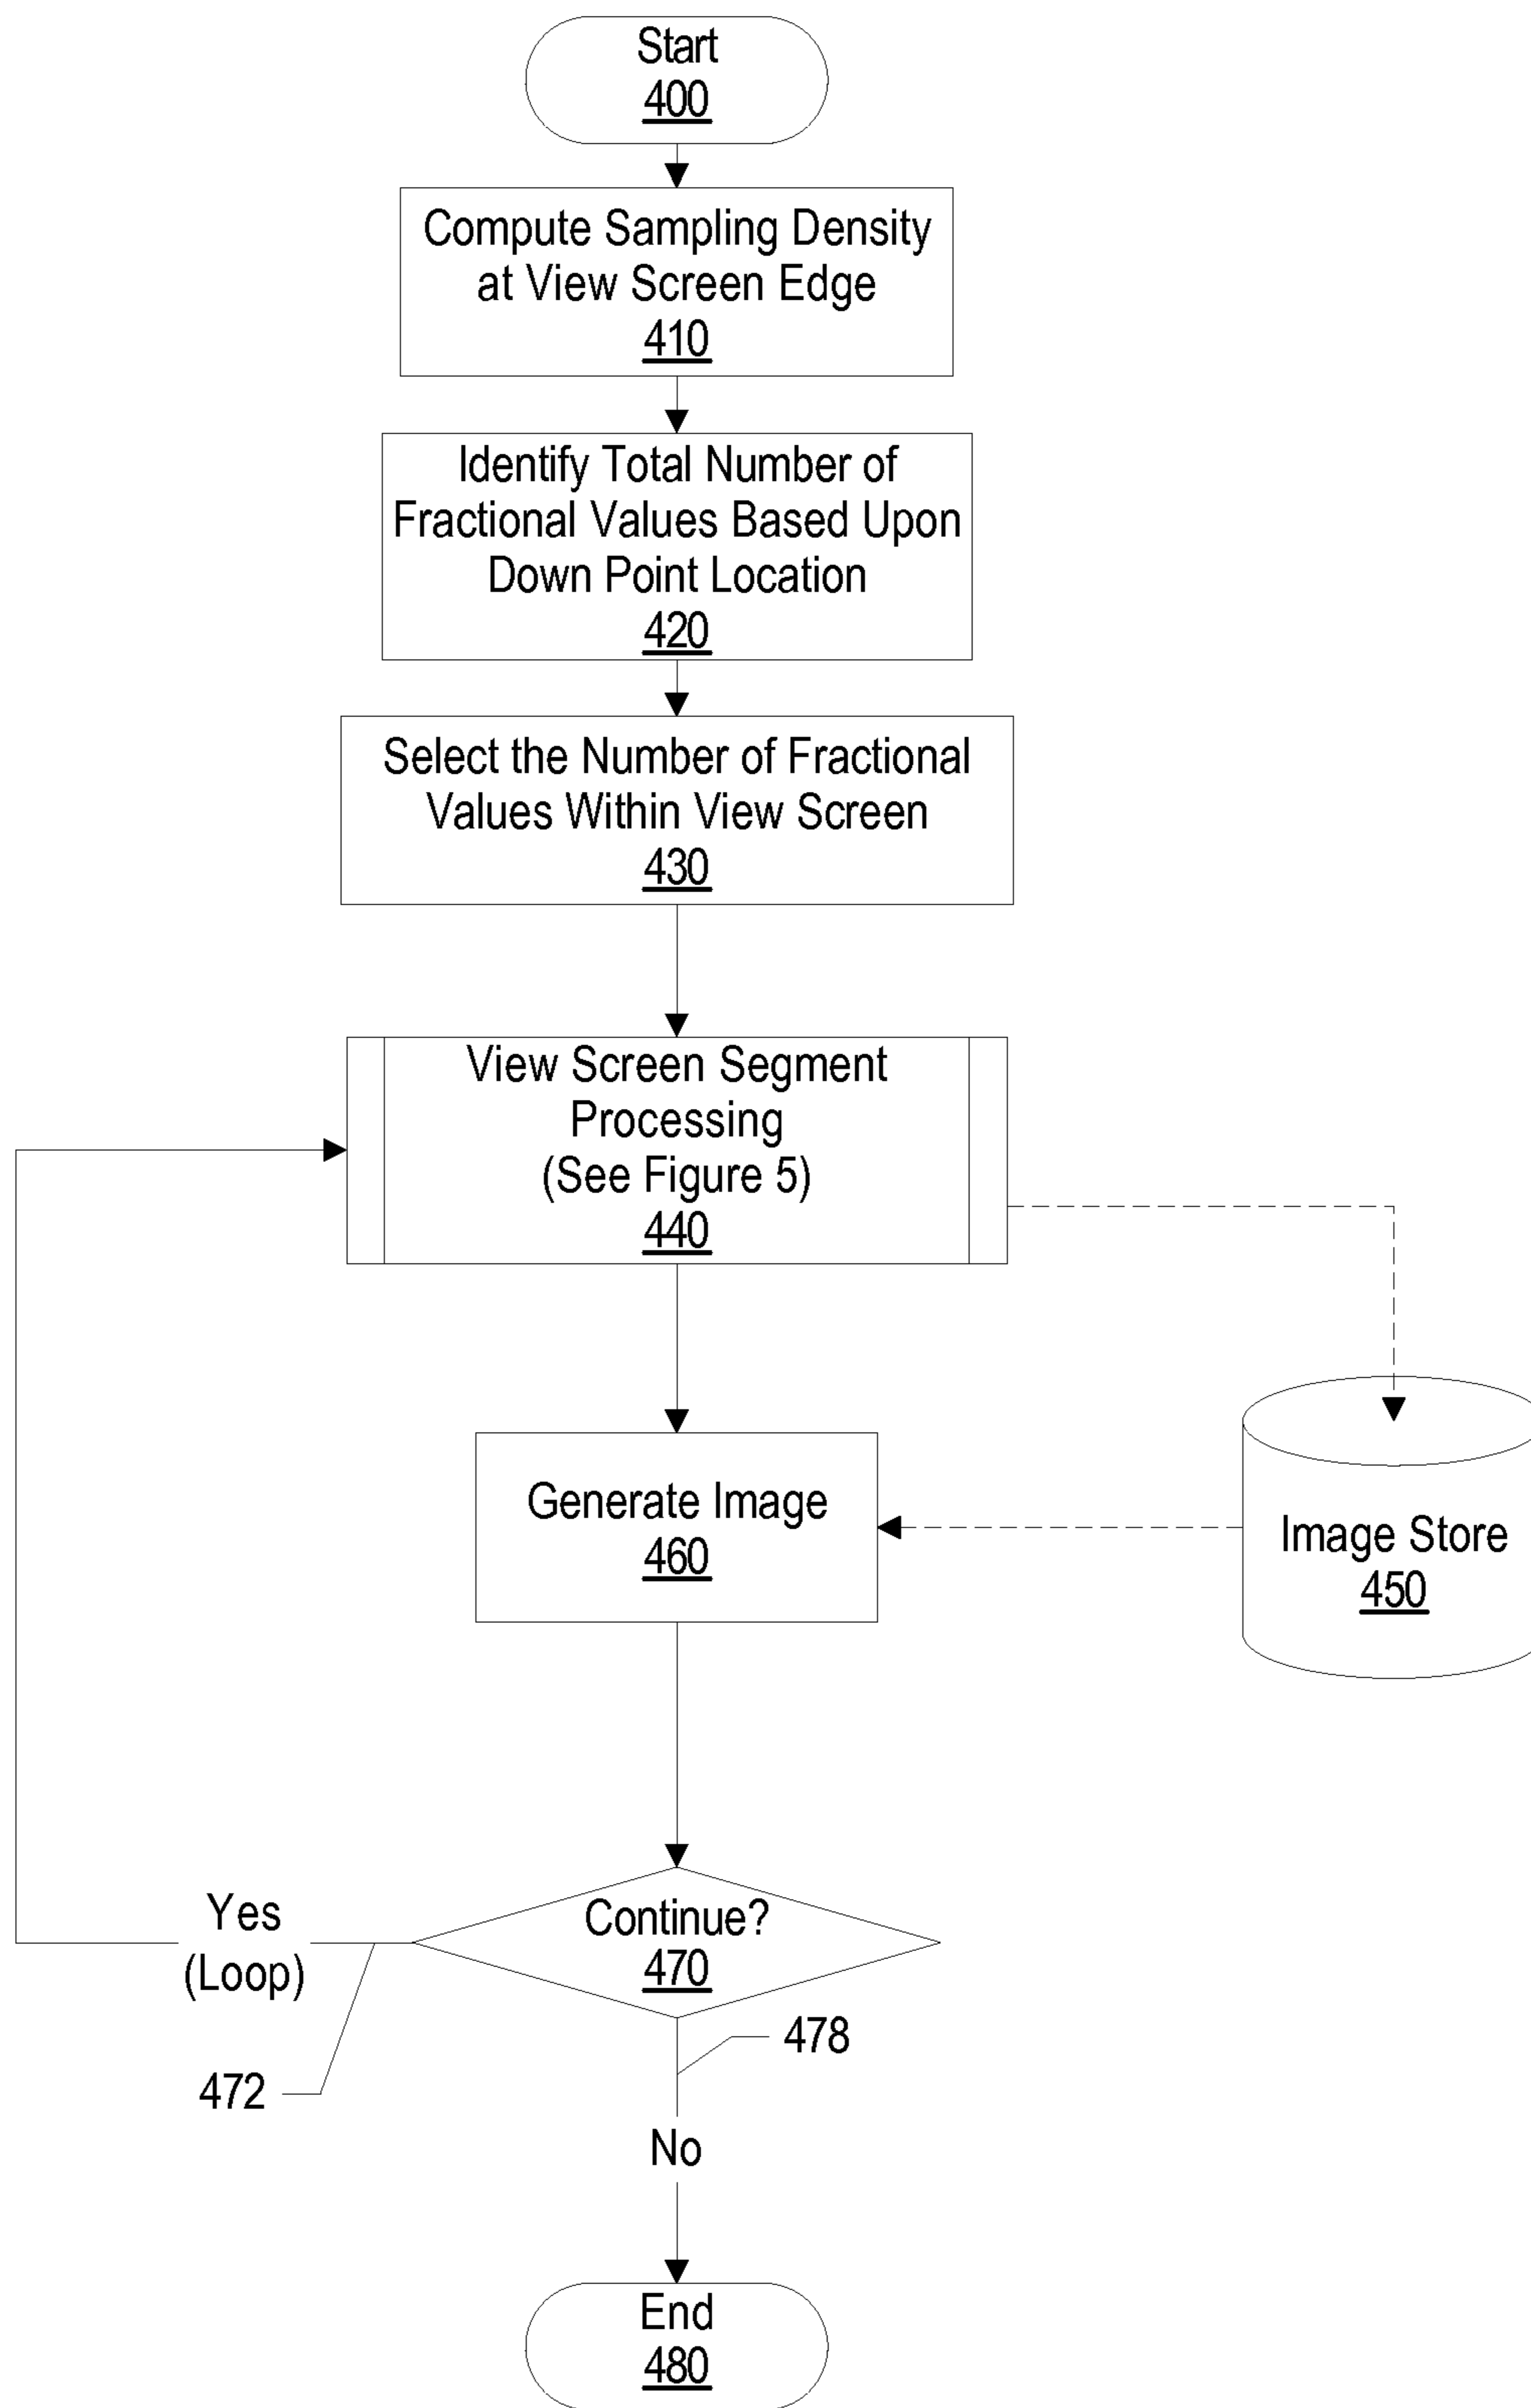 Start
400
Compute Sampling Density
at View Screen Edge
410
Identify Total Number of
Fractional Values Based Upon
Down Point Location
420
Select the Number of Fractional
Values Within View Screen
430
View Screen Segment
Processing
(See Figure 5)
440
Generate Image
460
Image Store
450
Continue?
470
Yes
(Loop)
472
478
No
End
480